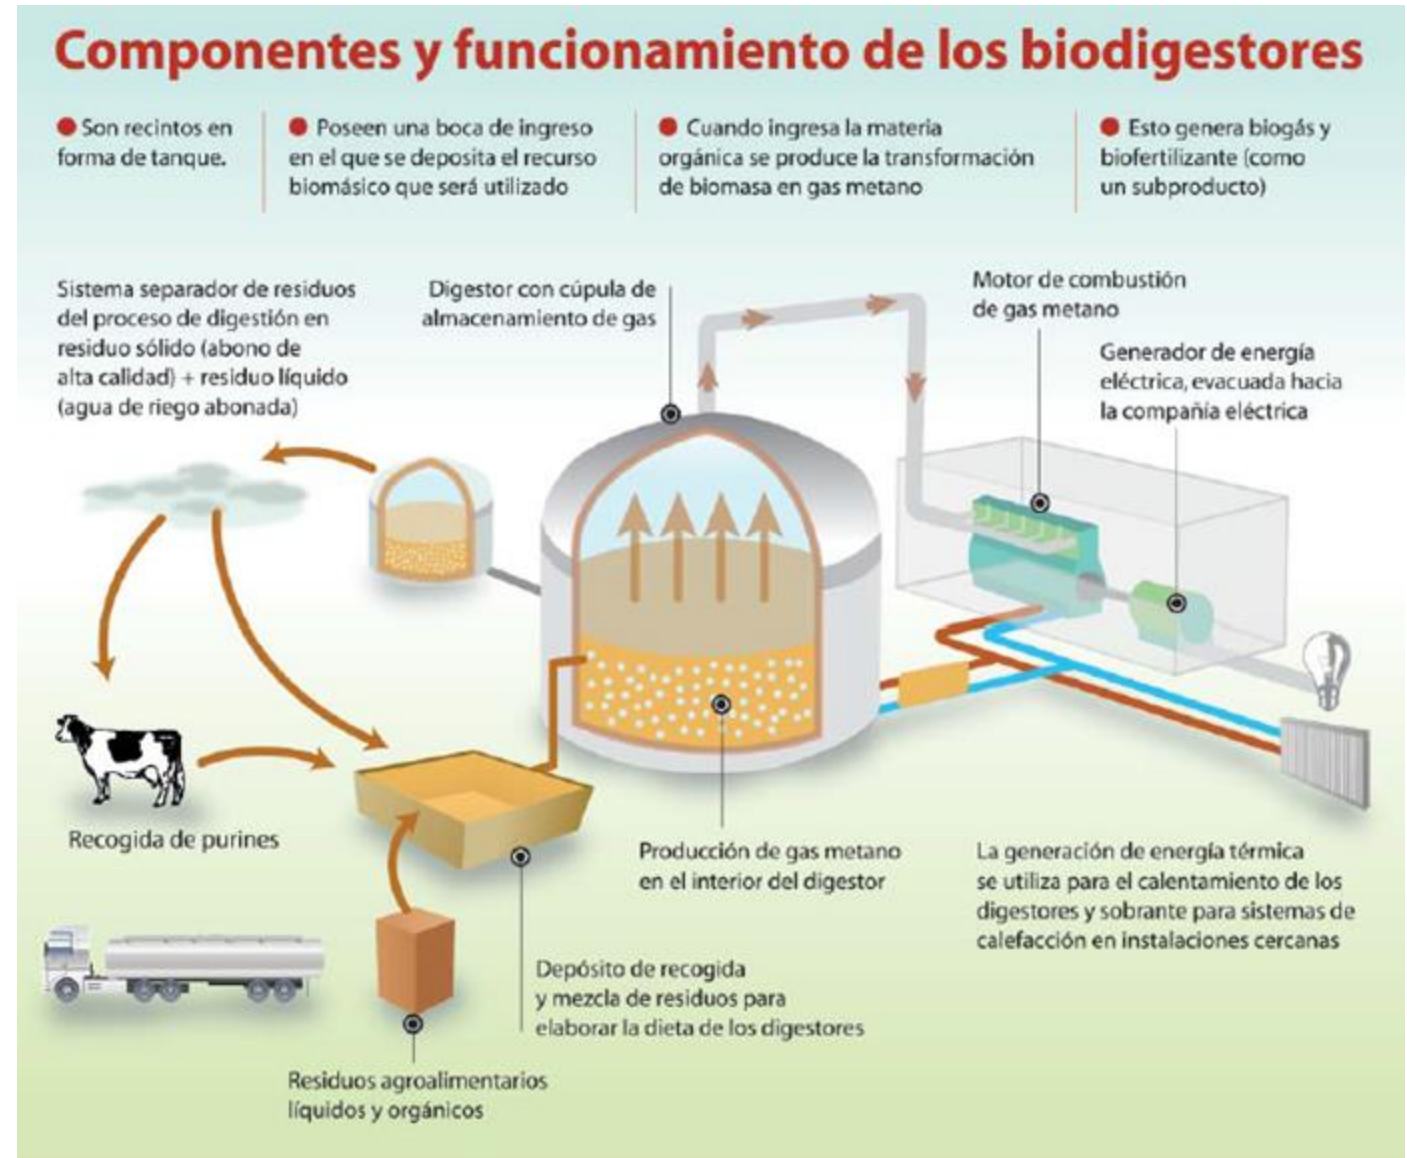 Componentes y funcionamiento de los biodigestores
Son recintos en
forma de tanque.
Poseen una boca de ingreso
en el que se deposita el recurso
biomásico que será utilizado
Cuando ingresa la materia
orgánica se produce la transformación
de biomasa en gas metano
Esto genera biogás y
biofertilizante (como
un subproducto)
Sistema separador de residuos
del proceso de digestión en
residuo sólido (abono de
alta calidad) + residuo líquido
(agua de riego abonada)
Digestor con cúpula de
almacenamiento de gas
Motor de combustión
de gas metano
Generador de energía
eléctrica, evacuada hacia
la compañía eléctrica
Recogida de purines
Producción de gas metano
en el interior del digestor
La generación de energía térmica
se utiliza para el calentamiento de los
digestores y sobrante para sistemas de
calefacción en instalaciones cercanas
Depósito de recogida
y mezcla de residuos para
elaborar la dieta de los digestores
Residuos agroalimentarios
líquidos y orgánicos